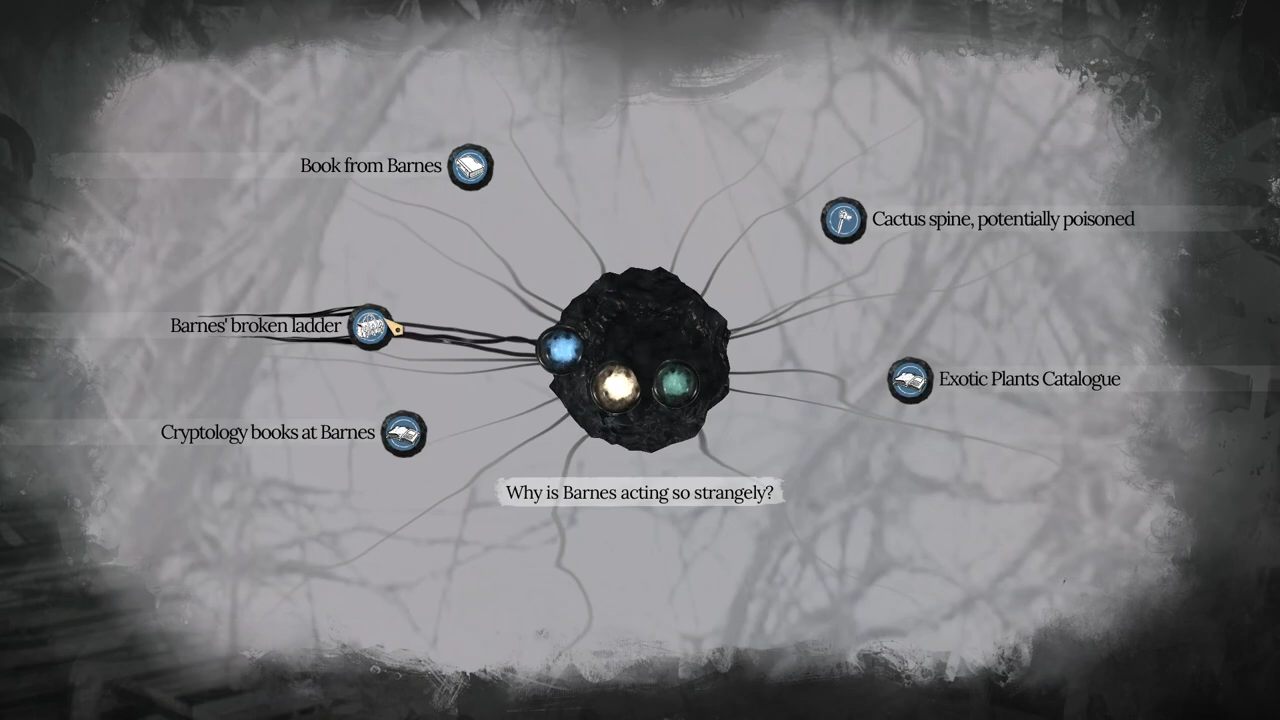 Book from Barnes
Cactus spine, potentially poisoned
Barnes' broken ladder
Exotic Plants Catalogue
Cryptology books at Barnes
Why is Barnes acting so strangely?